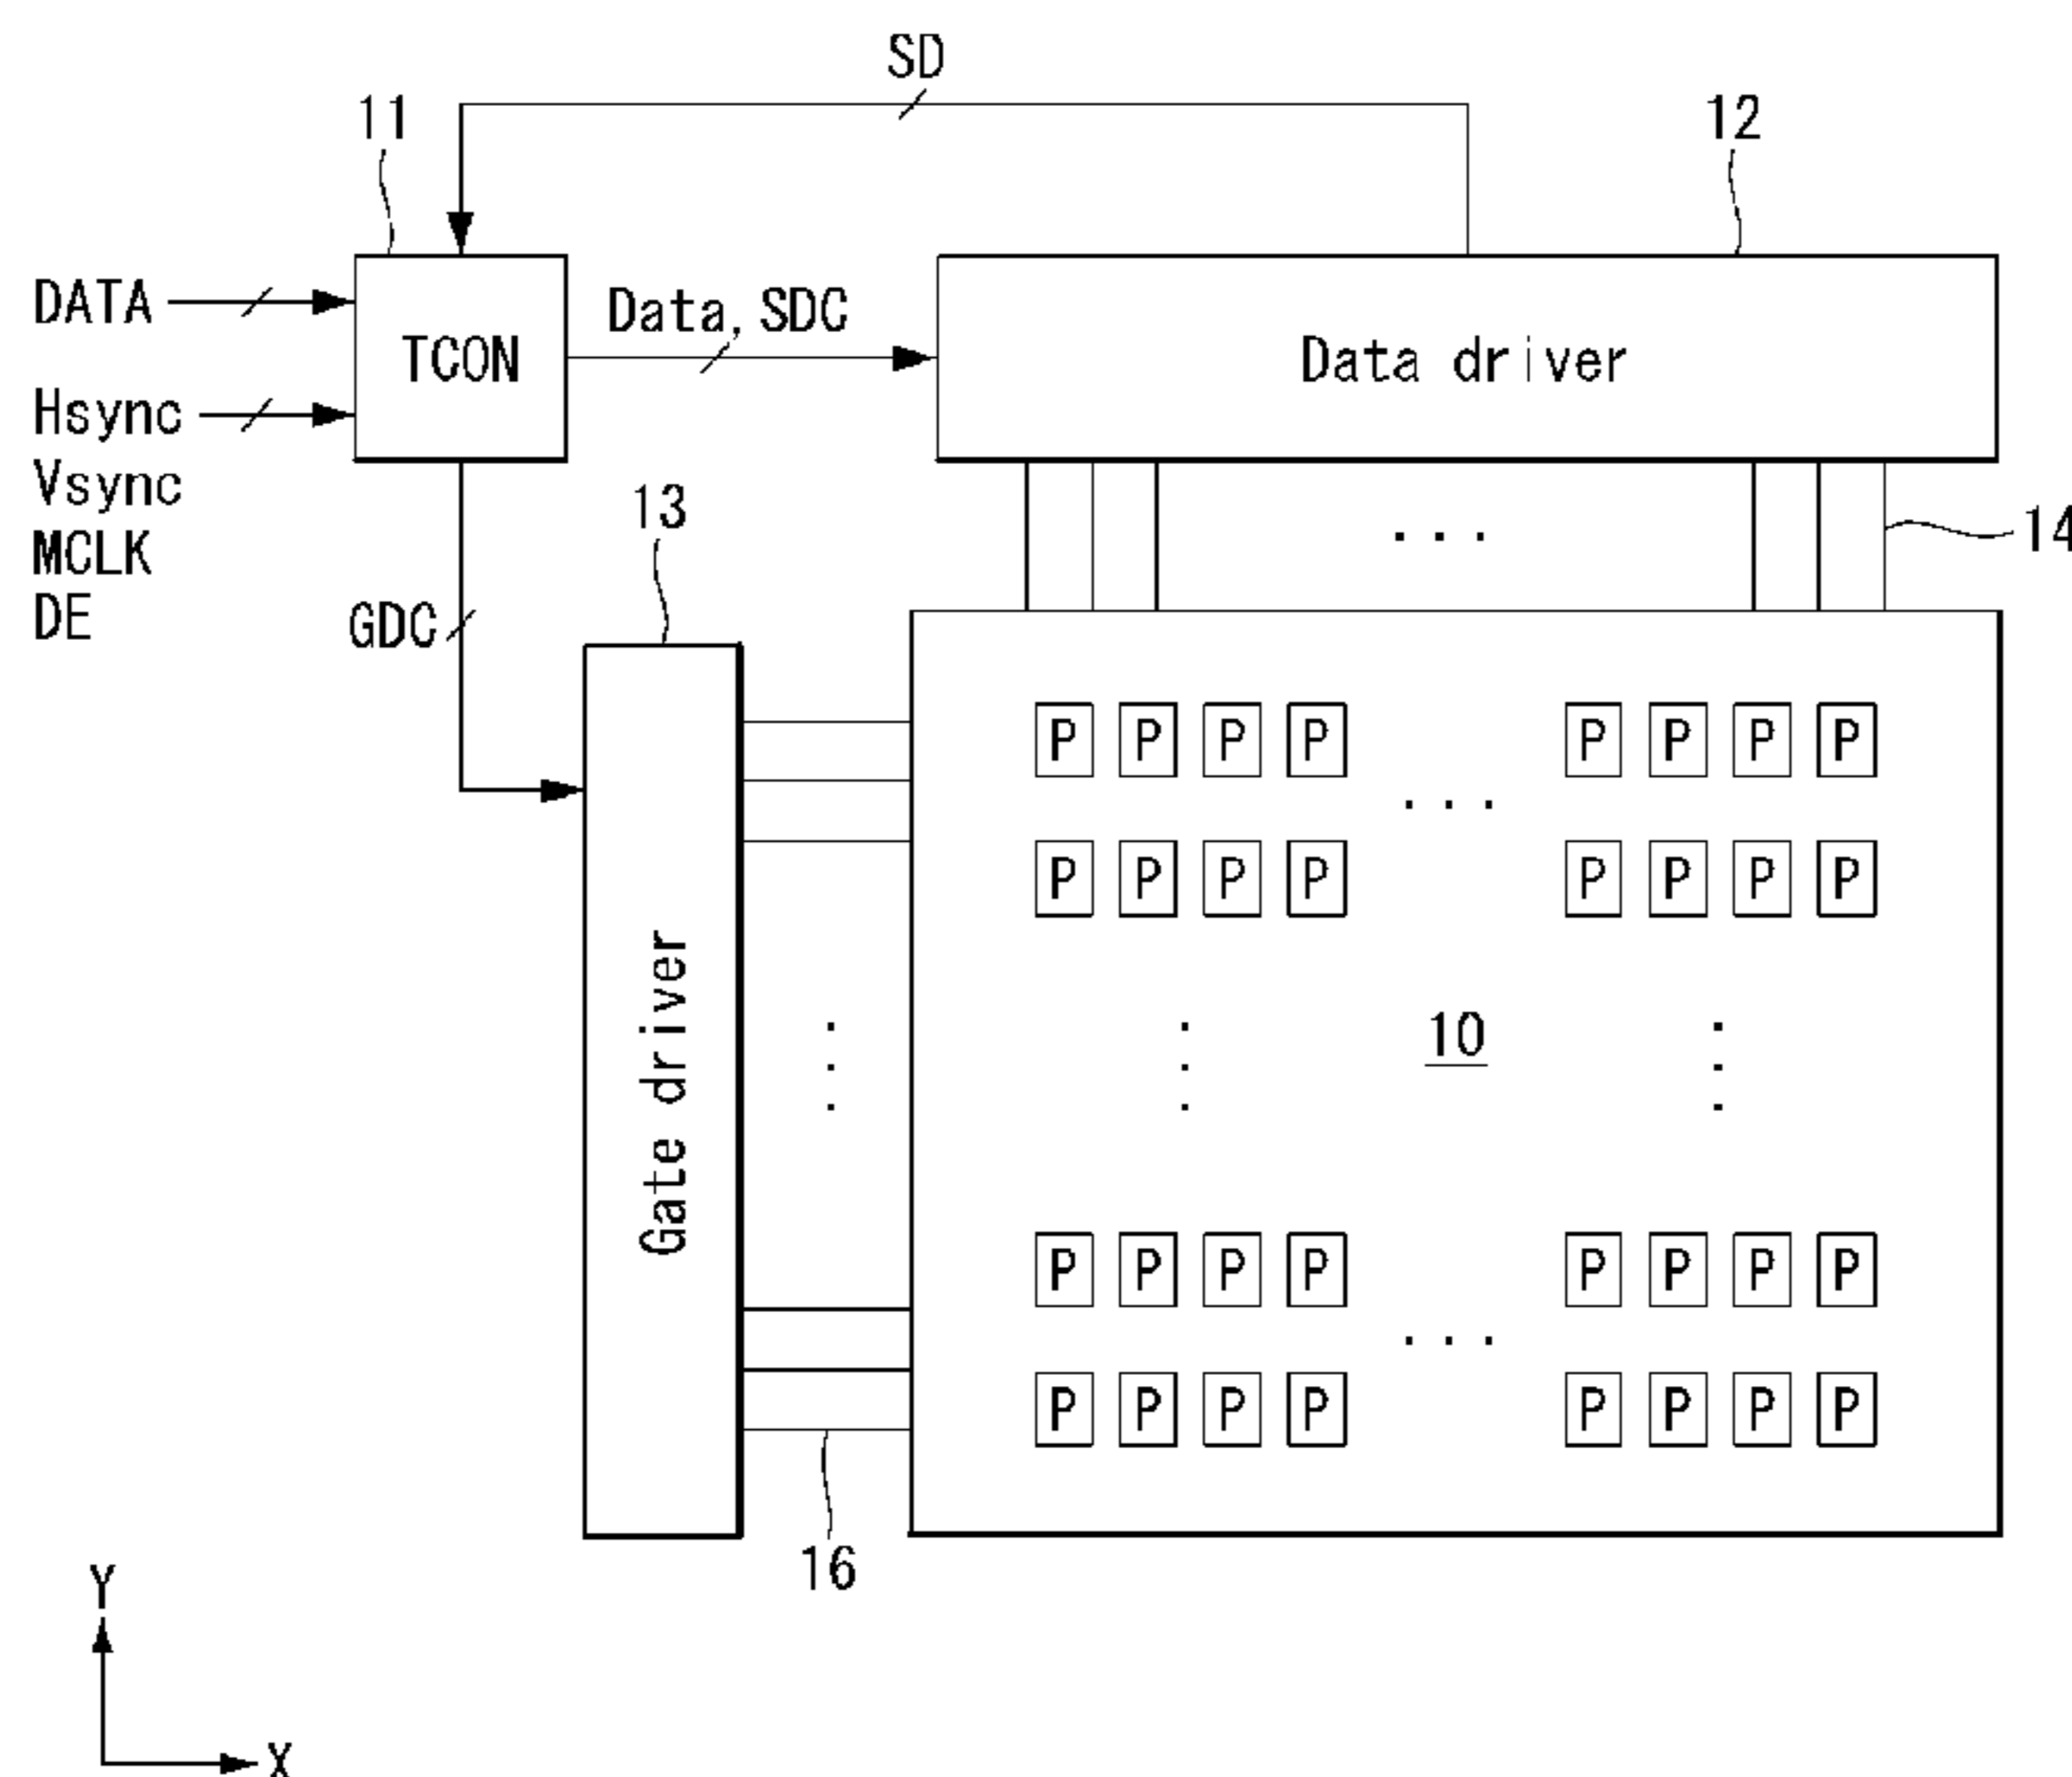 SD
11
12
DATA
TCON
Data, SDC
Data driver
Hsync
Vsync
MCLK
DE
GDC
13
14
Gate driver
P P P P ... P P P P
P P P P P P P P
10
P P P P ... P P P P
P P P P P P P P
16
Y
X